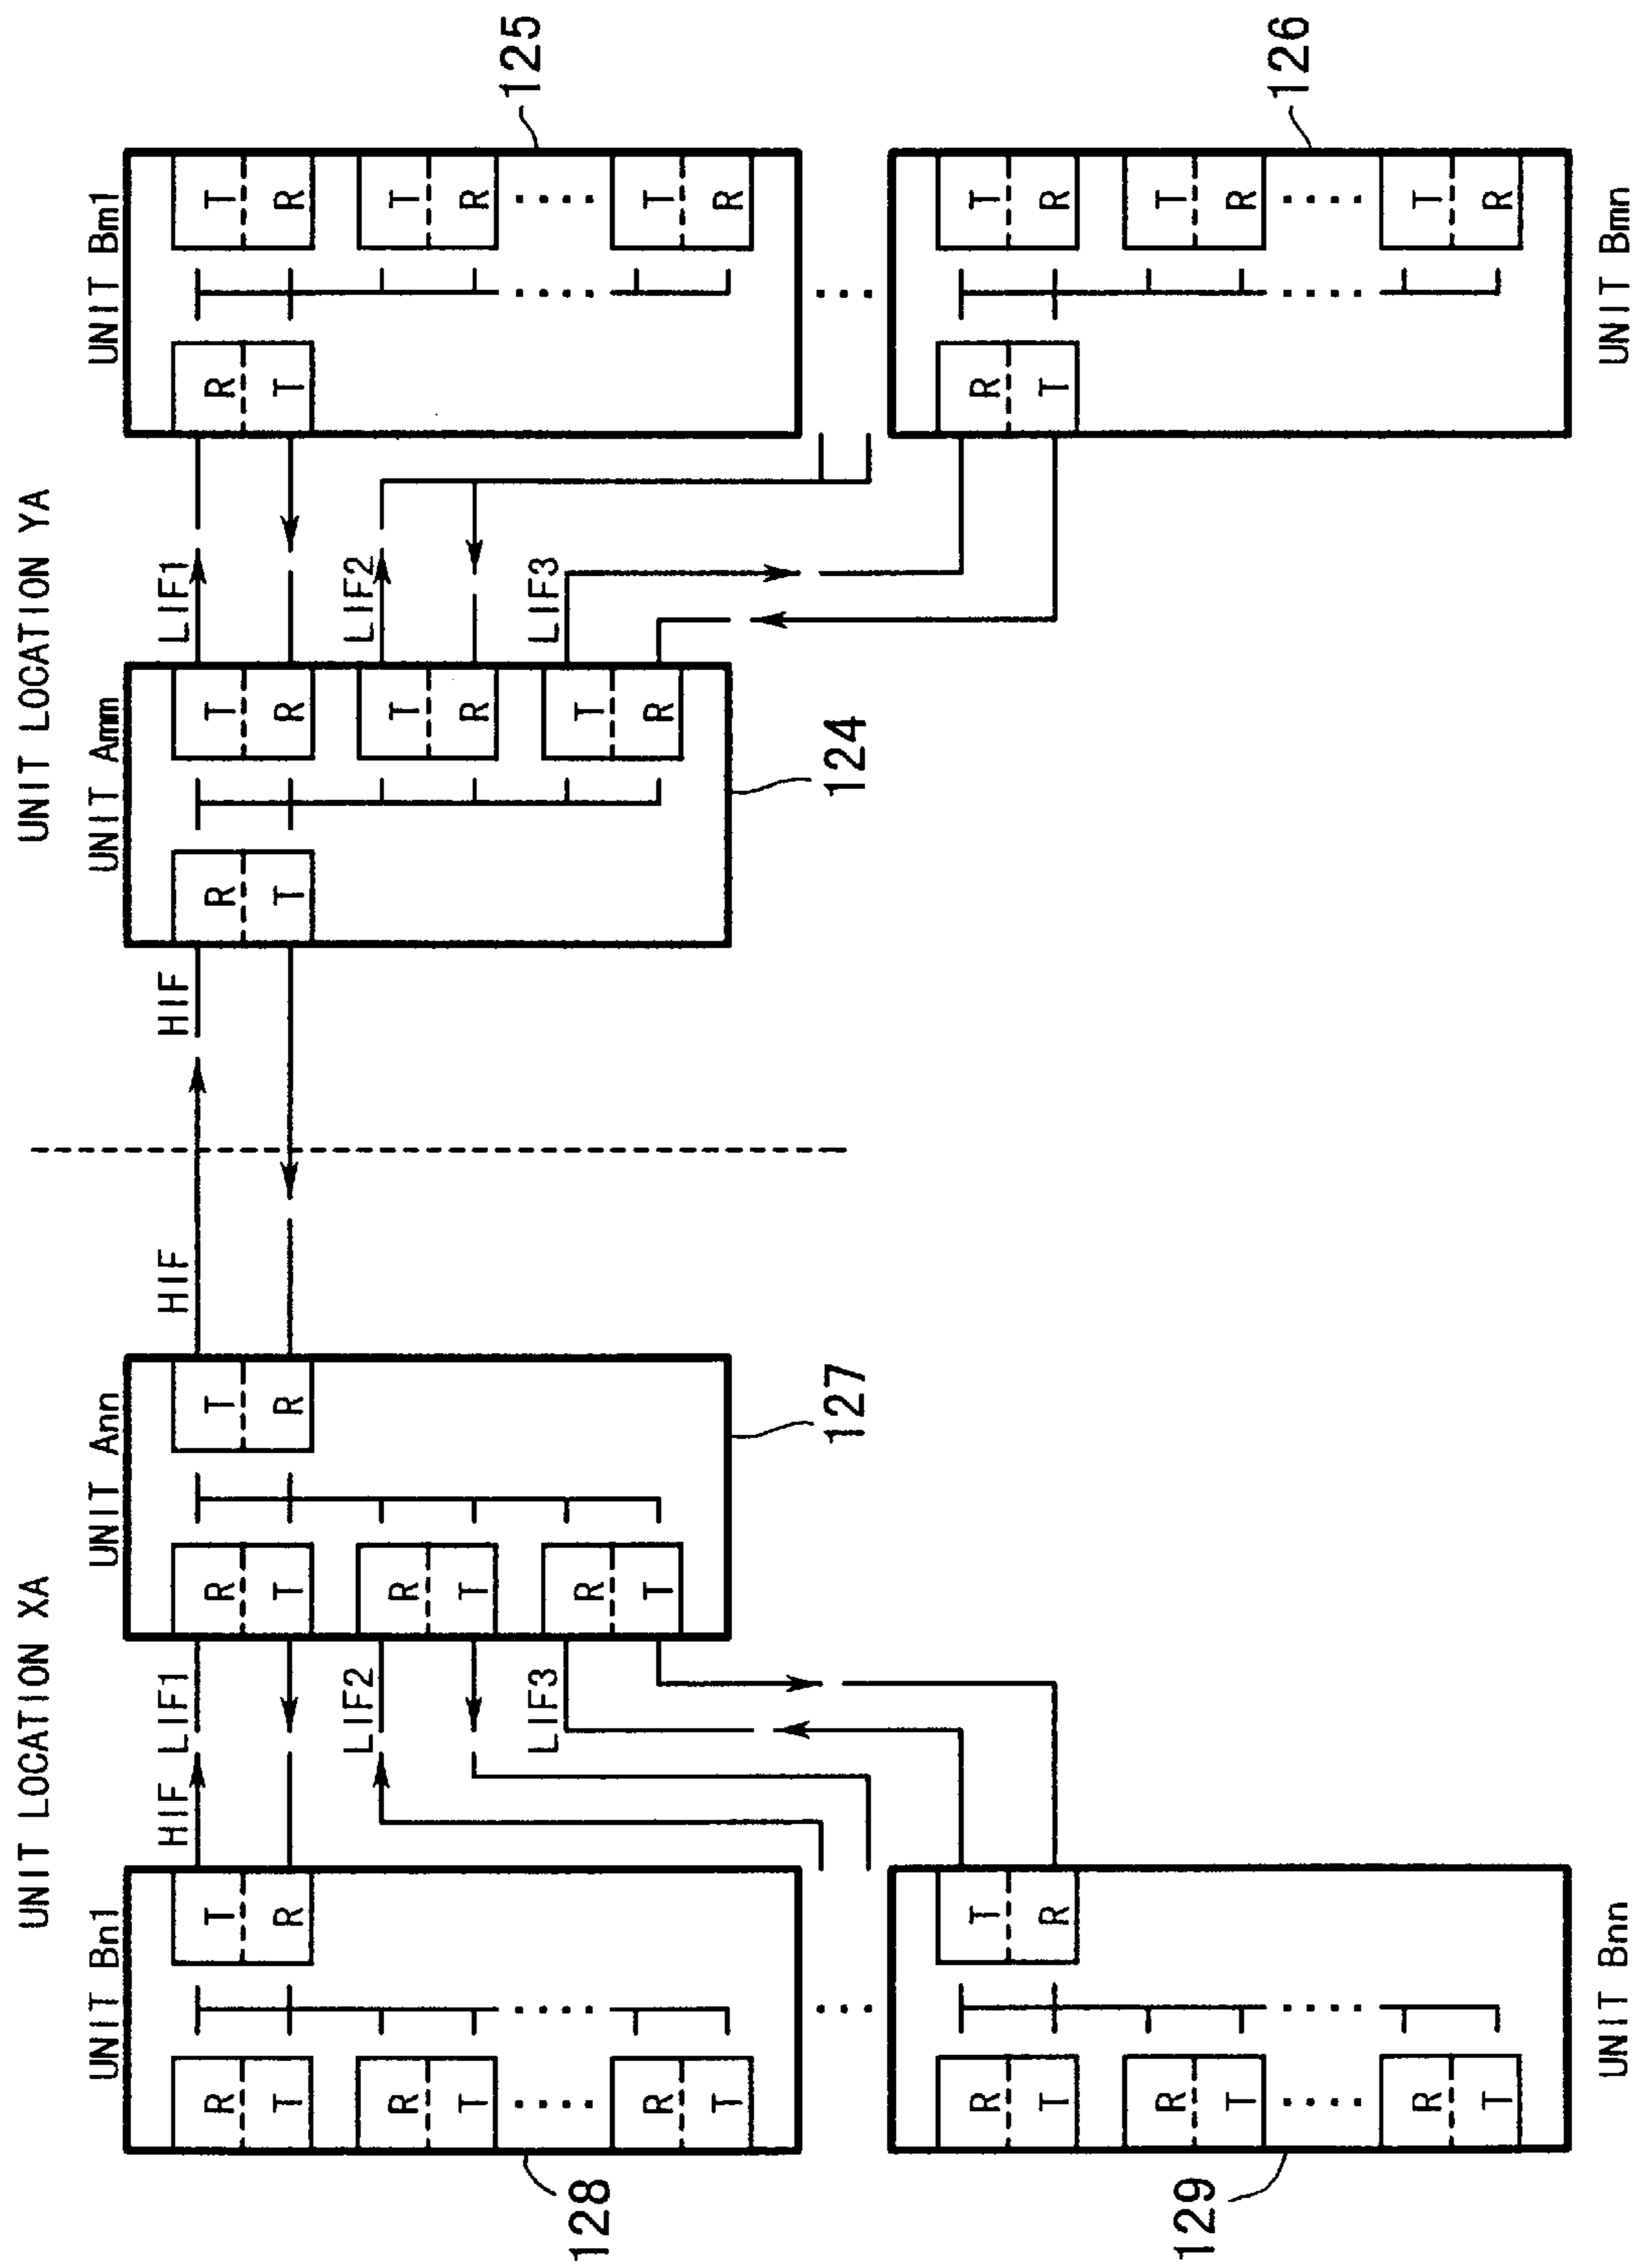 UNIT LOCATION XA
UNIT LOCATION YA
UNIT Bn1
UNIT Ann
UNIT Amm
UNIT Bm1
HIF LIF1
HIF
HIF
LIF1
R T
T R
R T
T R
R T
T R
R T
T R
LIF2
LIF2
R T
R T
T R
T R
LIF3
LIF3
R T
R T
T R
T R
128
127
124
125
R T
T R
R T
T R
R T
T R
R T
T R
129
126
UNIT Bnn
UNIT Bmn